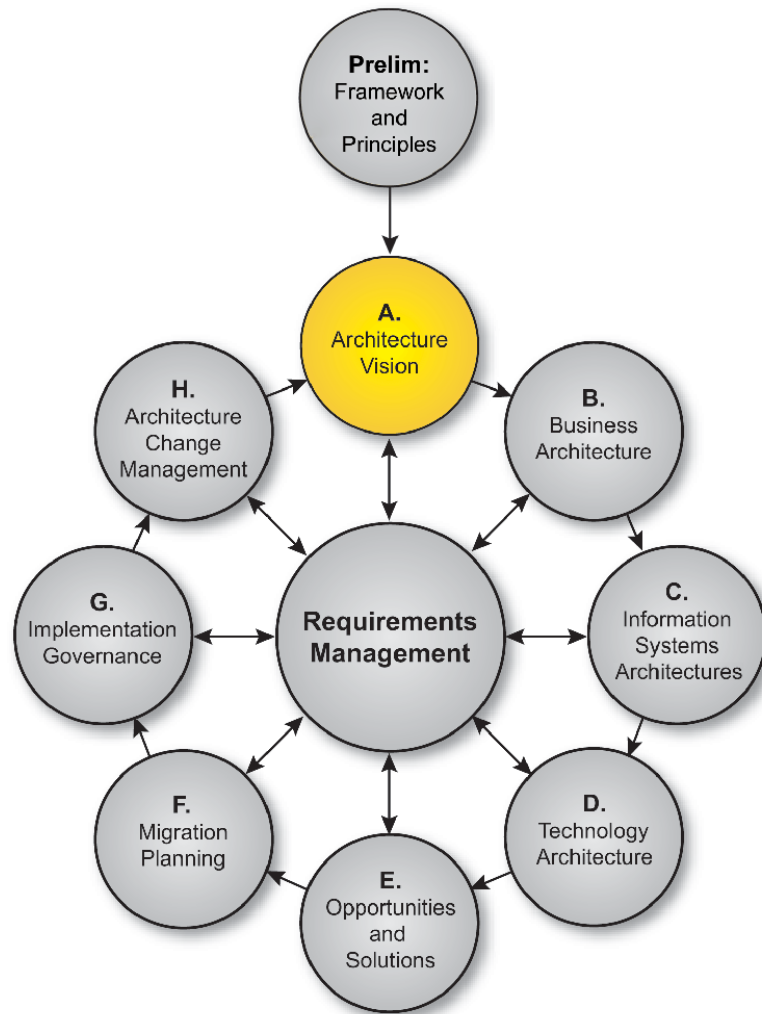 Prelim:
Framework
and
Principles
A.
Architecture
Vision
B.
Business
Architecture
C.
Information
Systems
Architectures
D.
Technology
Architecture
E.
Opportunities
and
Solutions
F.
Migration
Planning
G.
Implementation
Governance
H.
Architecture
Change
Management
Requirements
Management